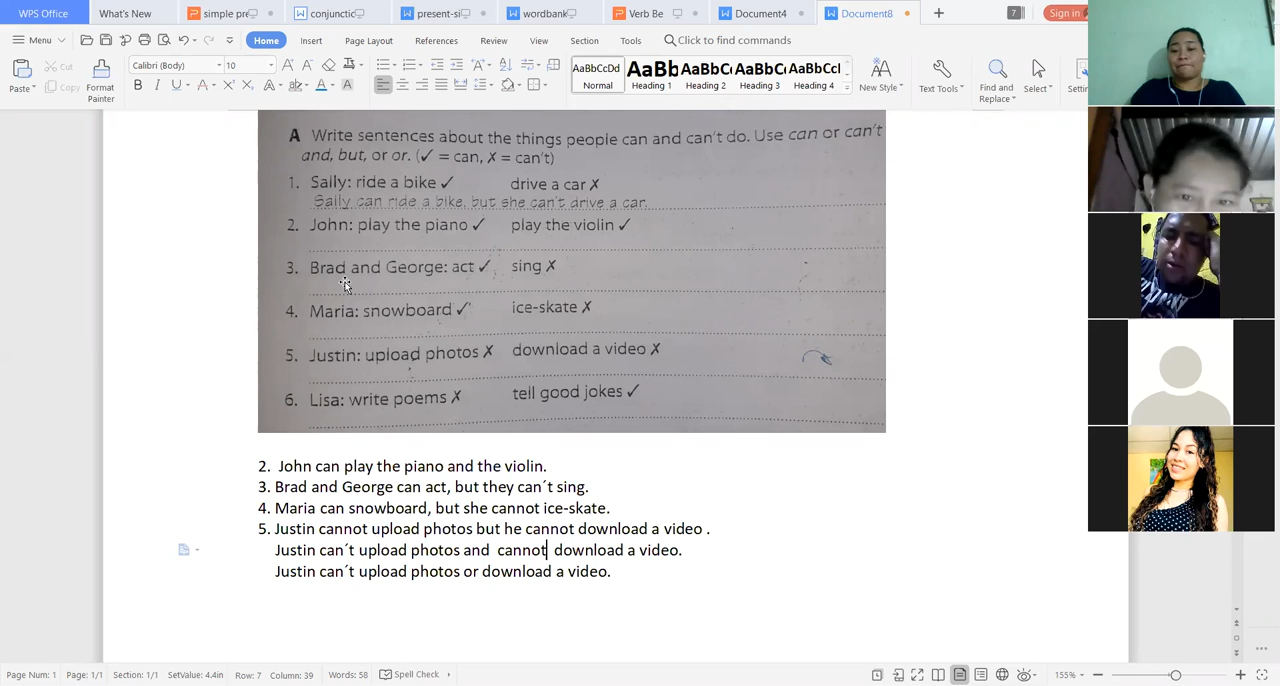 WPS Office
What's New
simple pre
conjunctic
present-si
wordbank
Verb Be
Document4
Document8
7
Sign in
Menu
Home
Insert
Page Layout
References
Review
View
Section
Tools
Click to find commands
Paste
Cut
Copy
Format Painter
Calibri (Body)
10
AaBbCcDd
Normal
AaBb
Heading 1
AaBbC
Heading 2
AaBbC
Heading 3
AaBbCcl
Heading 4
New Style
Text Tools
Find and Replace
Select
A Write sentences about the things people can and can't do. Use can or can't
and, but, or or. (✓ = can, ✗ = can't)
1. Sally: ride a bike ✓ drive a car ✗
Sally can ride a bike, but she can't drive a car.
2. John: play the piano ✓ play the violin ✓
3. Brad and George: act ✓ sing ✗
4. Maria: snowboard ✓ ice-skate ✗
5. Justin: upload photos ✗ download a video ✗
6. Lisa: write poems ✗ tell good jokes ✓
2. John can play the piano and the violin.
3. Brad and George can act, but they can´t sing.
4. Maria can snowboard, but she cannot ice-skate.
5. Justin cannot upload photos but he cannot download a video .
Justin can´t upload photos and cannot download a video.
Justin can´t upload photos or download a video.
Page Num: 1
Page: 1/1
Section: 1/1
SetValue: 4.4in
Row: 7
Column: 39
Words: 58
Spell Check
155%